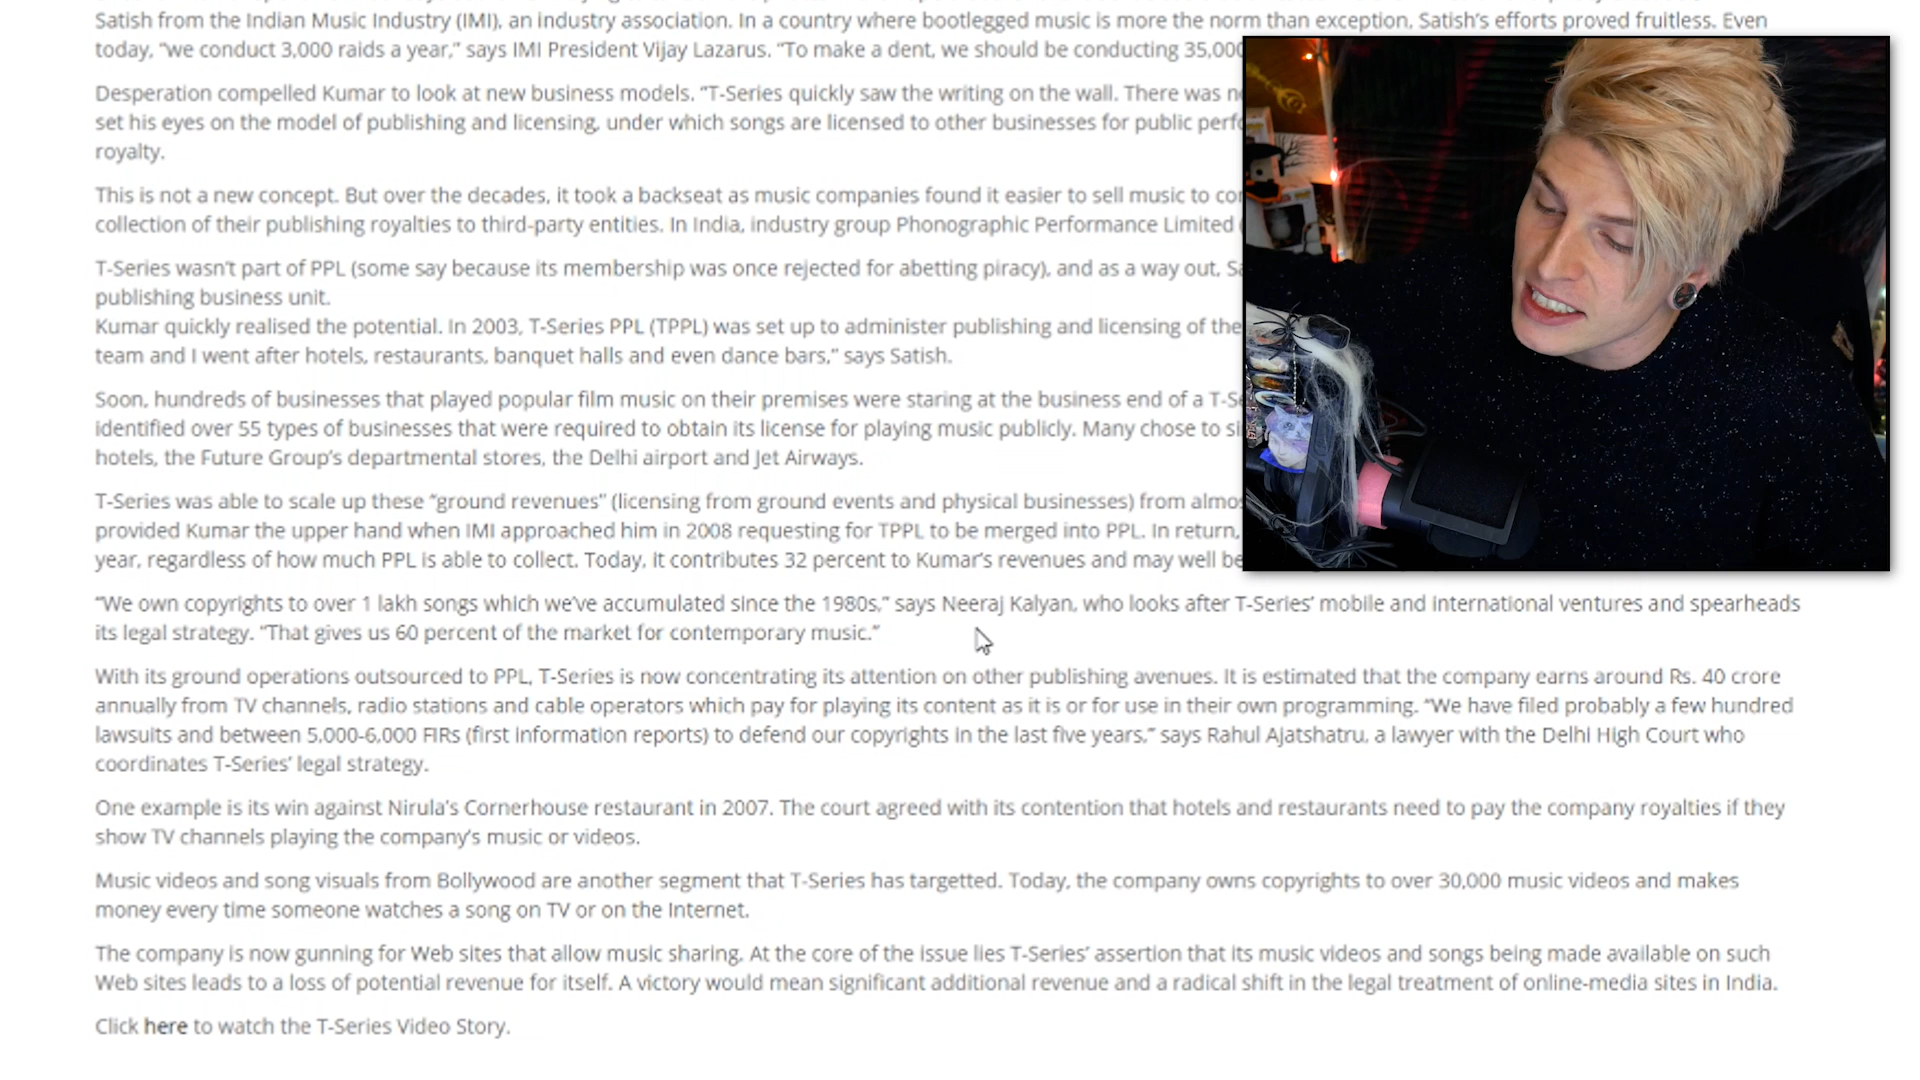 Satish from the Indian Music Industry (IMI), an industry association. In a country where bootlegged music is more the norm than exception, Satish’s efforts proved fruitless. Even
today, “we conduct 3,000 raids a year,” says IMI President Vijay Lazarus. “To make a dent, we should be conducting 35,000
Desperation compelled Kumar to look at new business models. “T-Series quickly saw the writing on the wall. There was
set his eyes on the model of publishing and licensing, under which songs are licensed to other businesses for public
royalty.
This is not a new concept. But over the decades, it took a backseat as music companies found it easier to sell music to
collection of their publishing royalties to third-party entities. In India, industry group Phonographic Performance Limited
T-Series wasn’t part of PPL (some say because its membership was once rejected for abetting piracy), and as a way out,
publishing business unit.
Kumar quickly realised the potential. In 2003, T-Series PPL (TPPL) was set up to administer publishing and licensing of the
team and I went after hotels, restaurants, banquet halls and even dance bars,” says Satish.
Soon, hundreds of businesses that played popular film music on their premises were staring at the business end of a
identified over 55 types of businesses that were required to obtain its license for playing music publicly. Many chose to
hotels, the Future Group’s departmental stores, the Delhi airport and Jet Airways.
T-Series was able to scale up these “ground revenues” (licensing from ground events and physical businesses) from
provided Kumar the upper hand when IMI approached him in 2008 requesting for TPPL to be merged into PPL. In return,
year, regardless of how much PPL is able to collect. Today, it contributes 32 percent to Kumar’s revenues and may well be
“We own copyrights to over 1 lakh songs which we’ve accumulated since the 1980s,” says Neeraj Kalyan, who looks after T-Series’ mobile and international ventures and spearheads
its legal strategy. “That gives us 60 percent of the market for contemporary music.”
With its ground operations outsourced to PPL, T-Series is now concentrating its attention on other publishing avenues. It is estimated that the company earns around Rs. 40 crore
annually from TV channels, radio stations and cable operators which pay for playing its content as it is or for use in their own programming. “We have filed probably a few hundred
lawsuits and between 5,000-6,000 FIRs (first information reports) to defend our copyrights in the last five years,” says Rahul Ajatshatru, a lawyer with the Delhi High Court who
coordinates T-Series’ legal strategy.
One example is its win against Nirula’s Cornerhouse restaurant in 2007. The court agreed with its contention that hotels and restaurants need to pay the company royalties if they
show TV channels playing the company’s music or videos.
Music videos and song visuals from Bollywood are another segment that T-Series has targetted. Today, the company owns copyrights to over 30,000 music videos and makes
money every time someone watches a song on TV or on the Internet.
The company is now gunning for Web sites that allow music sharing. At the core of the issue lies T-Series’ assertion that its music videos and songs being made available on such
Web sites leads to a loss of potential revenue for itself. A victory would mean significant additional revenue and a radical shift in the legal treatment of online-media sites in India.
Click here to watch the T-Series Video Story.